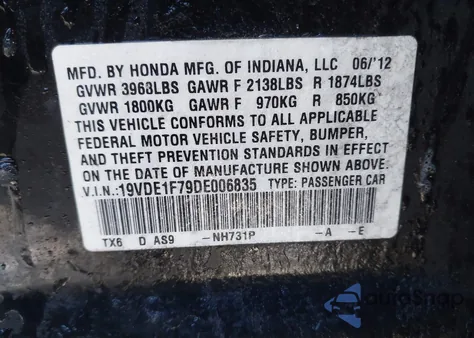 MFD. BY HONDA MFG. OF INDIANA, LLC 06/'12
GVWR 3968LBS GAWR F 2138LBS R 1874LBS
GVWR 1800KG GAWR F 970KG R 850KG
THIS VEHICLE CONFORMS TO ALL APPLICABLE
FEDERAL MOTOR VEHICLE SAFETY, BUMPER,
AND THEFT PREVENTION STANDARDS IN EFFECT
ON THE DATE OF MANUFACTURE SHOWN ABOVE.
V.I.N.:19VDE1F79DE006835 TYPE: PASSENGER CAR
TX6 D AS9 -NH731P -A -E
AutoSnap